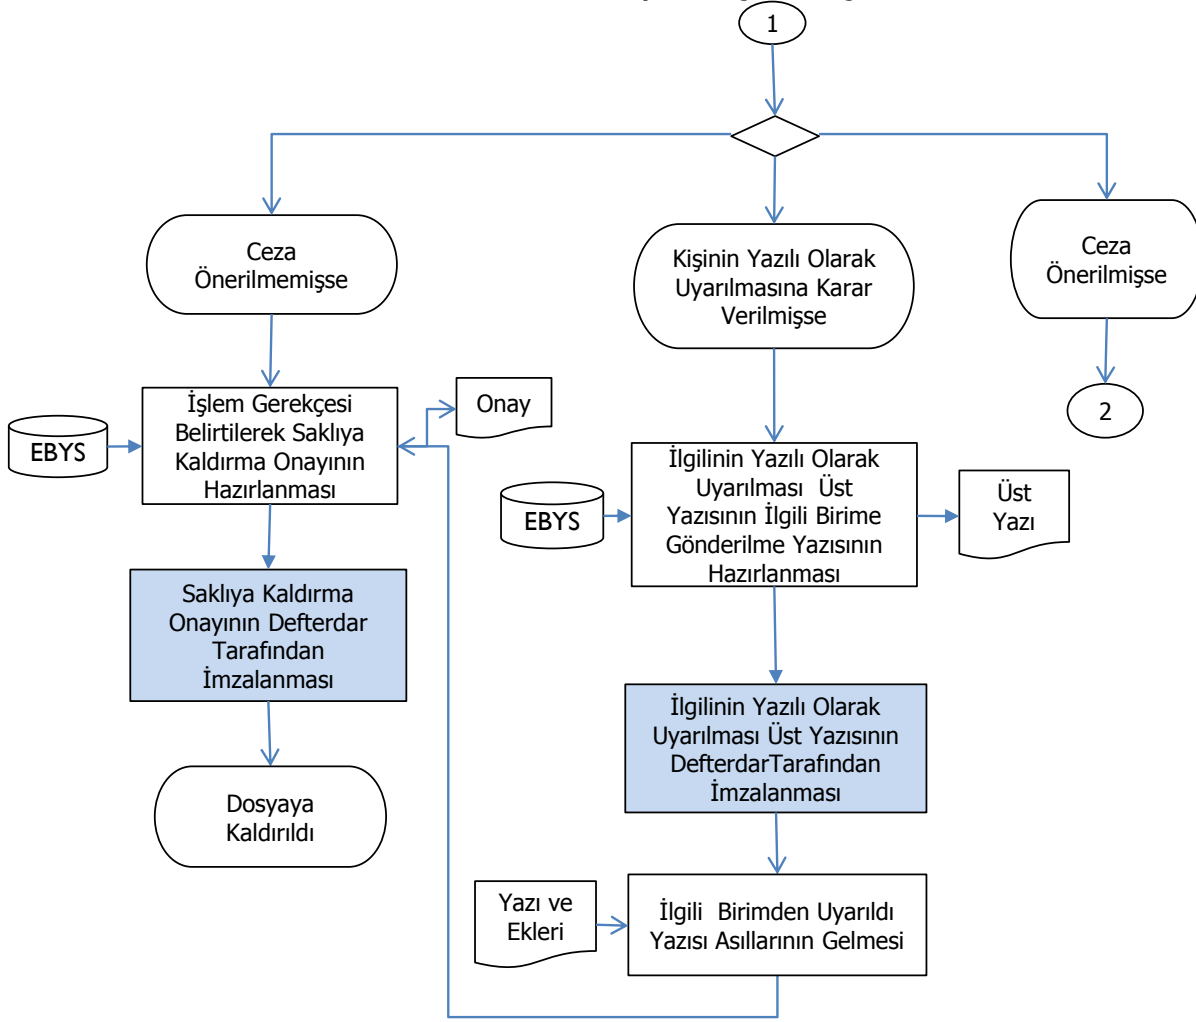 1
Ceza
Önerilmemişse
Kişinin Yazılı Olarak
Uyarılmasına Karar
Verilmişse
Ceza
Önerilmişse
2
EBYS
İşlem Gerekçesi
Belirtilerek Saklıya
Kaldırma Onayının
Hazırlanması
Onay
EBYS
İlgilinin Yazılı Olarak
Uyarılması Üst
Yazısının İlgili Birime
Gönderilme Yazısının
Hazırlanması
Üst
Yazı
Saklıya Kaldırma
Onayının Defterdar
Tarafından
İmzalanması
İlgilinin Yazılı Olarak
Uyarılması Üst Yazısının
DefterdarTarafından
İmzalanması
Dosyaya
Kaldırıldı
Yazı ve
Ekleri
İlgili Birimden Uyarıldı
Yazısı Asıllarının Gelmesi